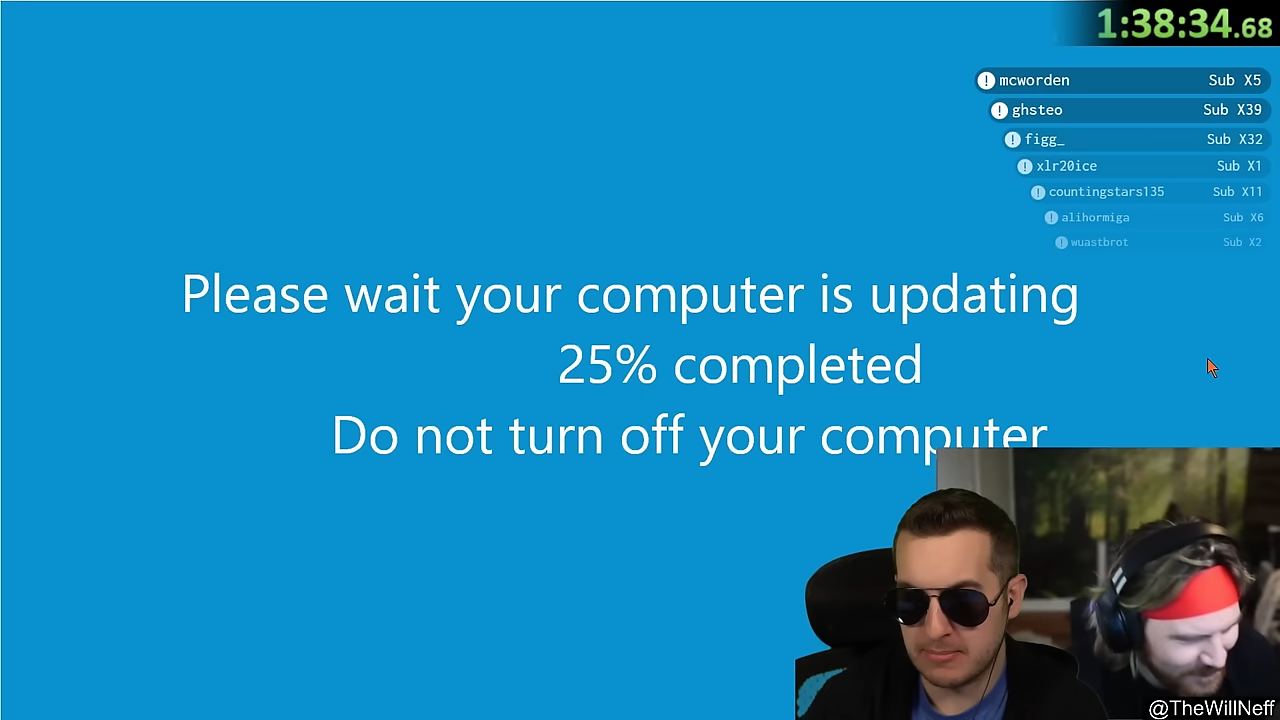 1:38:34.68
mcworden Sub X5
ghsteo Sub X39
figg_ Sub X32
xlr20ice Sub X1
countingstars135 Sub X11
alihormiga Sub X6
wuastbrot Sub X2
Please wait your computer is updating
25% completed
Do not turn off your computer
@TheWillNeff